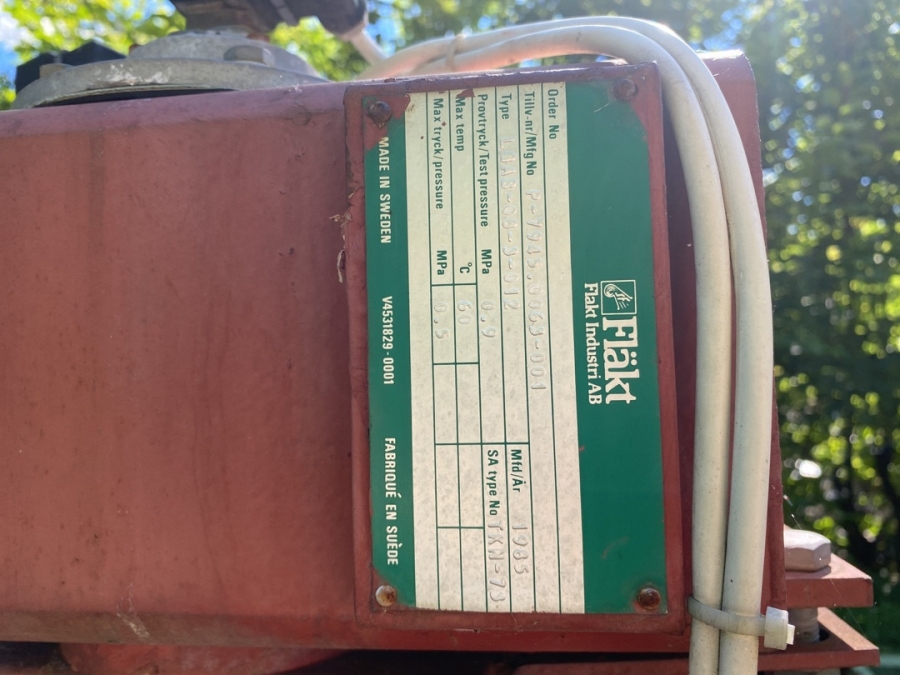 Fläkt
Fläkt Industri AB
Order No
Tillv-nr/Mfg No P-7945.0063-001
Type Mfd/År 1985
Provtryck/Test pressure MPa 0,9 SA type No TKN-73
Max temp °C 60
Max tryck/pressure MPa 0,5
MADE IN SWEDEN V4531829-0001 FABRIQUÉ EN SUÈDE